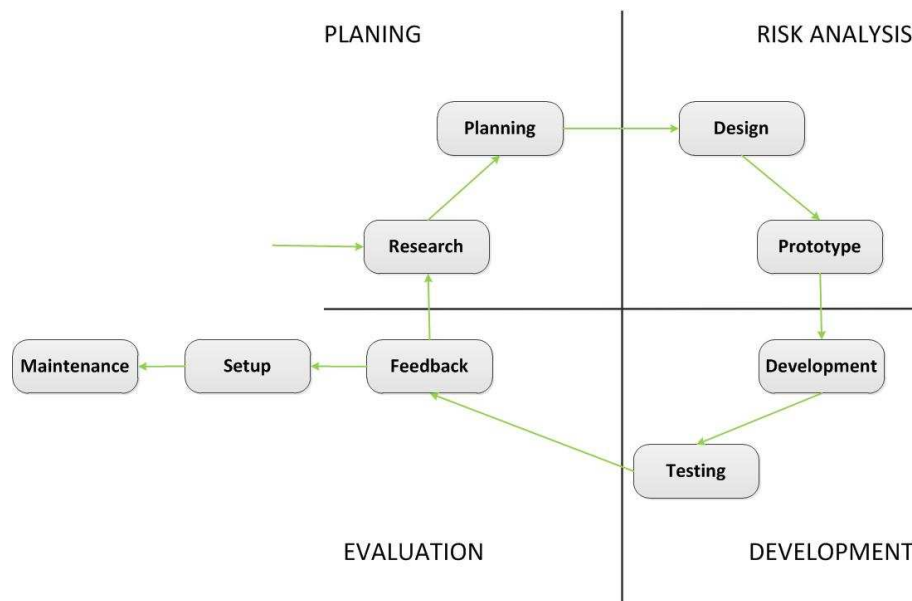 PLANING
RISK ANALYSIS
Planning
Design
Research
Prototype
Maintenance
Setup
Feedback
Development
Testing
EVALUATION
DEVELOPMENT